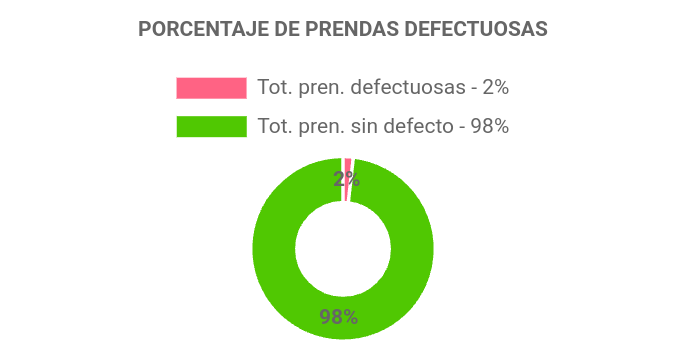 PORCENTAJE DE PRENDAS DEFECTUOSAS
Tot. pren. defectuosas - 2%
Tot. pren. sin defecto - 98%
2%
98%